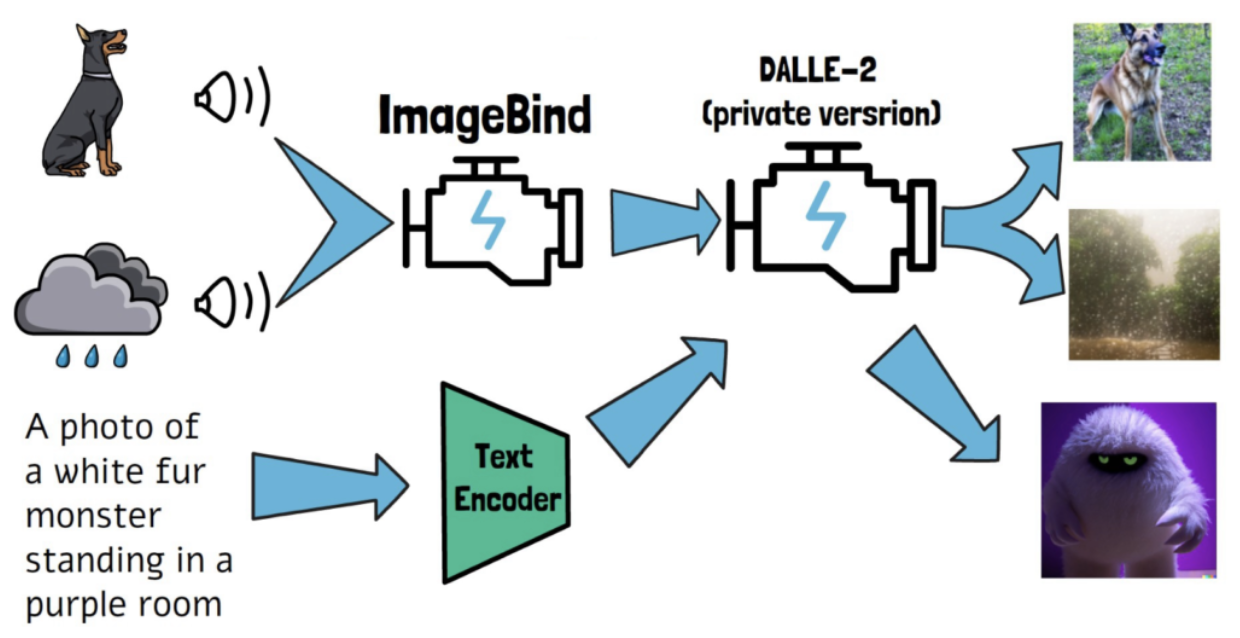 ImageBind
DALLE-2
(private versrion)
A photo of
a white fur
monster
standing in a
purple room
Text
Encoder